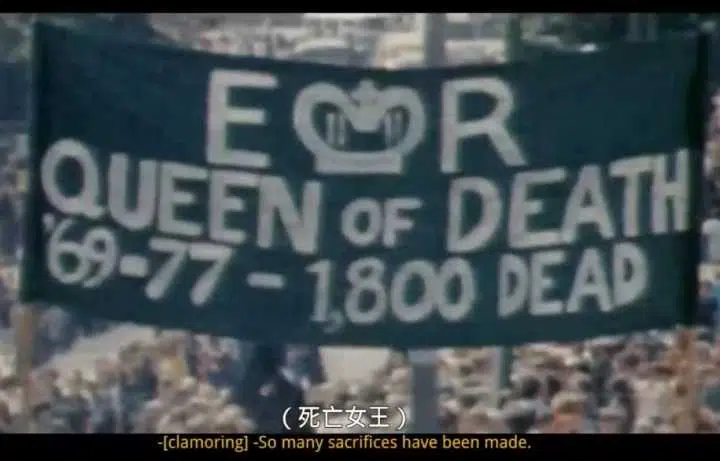 E R
QUEEN OF DEATH
'69-77 - 1,800 DEAD
(死亡女王)
-[clamoring] -So many sacrifices have been made.